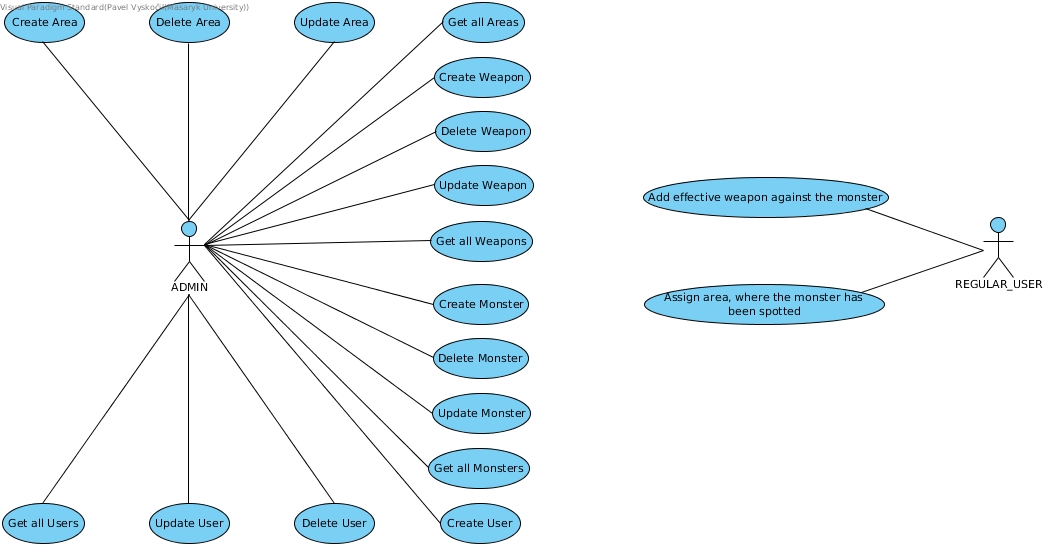 Visual Paradigm Standard(Pavel Vyskočil(Masaryk University))
Create Area
Delete Area
Update Area
Get all Areas
Create Weapon
Delete Weapon
Update Weapon
Get all Weapons
Create Monster
Delete Monster
Update Monster
Get all Monsters
Create User
ADMIN
Get all Users
Update User
Delete User
Add effective weapon against the monster
Assign area, where the monster has
been spotted
REGULAR_USER